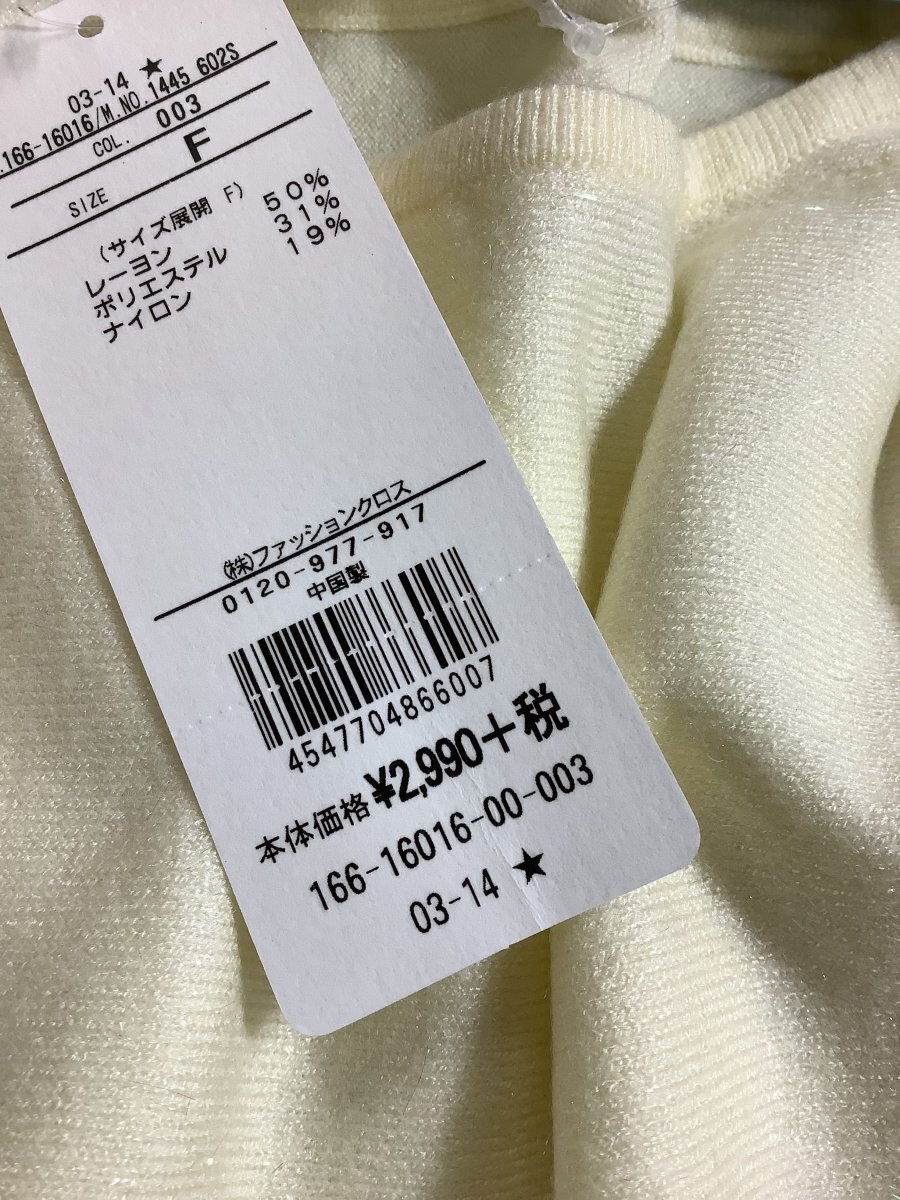 03-14 ★
.166-16016/M.NO.1445 602S
COL. 003
SIZE F
(サイズ展開 F)
レーヨン 50%
ポリエステル 31%
ナイロン 19%
(株)ファッションクロス
0120-977-917
中国製
4547704866007
本体価格¥2,990+税
166-16016-00-003
03-14 ★